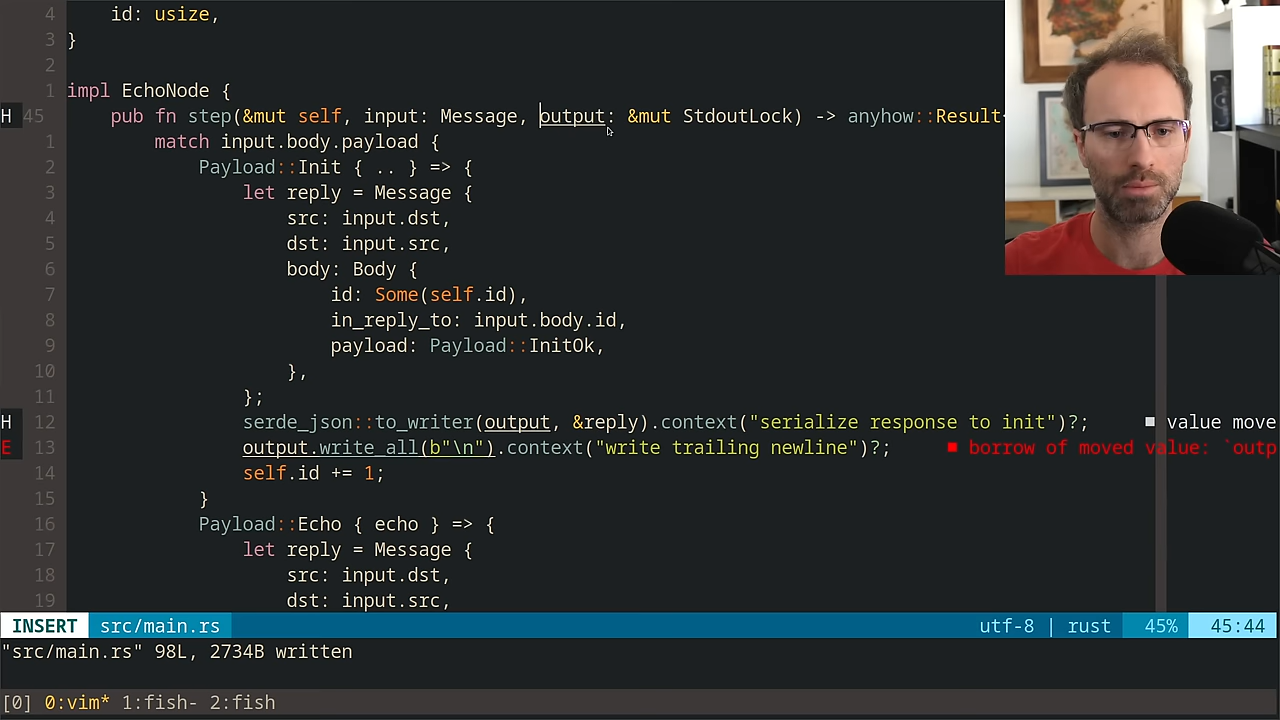 4     id: usize,
3 }
2
1 impl EchoNode {
H 45     pub fn step(&mut self, input: Message, output: &mut StdoutLock) -> anyhow::Result<
1         match input.body.payload {
2             Payload::Init { .. } => {
3                 let reply = Message {
4                     src: input.dst,
5                     dst: input.src,
6                     body: Body {
7                         id: Some(self.id),
8                         in_reply_to: input.body.id,
9                         payload: Payload::InitOk,
10                     },
11                 };
H 12                 serde_json::to_writer(output, &reply).context("serialize response to init")?;     ■ value move
E 13                 output.write_all(b"\n").context("write trailing newline")?;     ■ borrow of moved value: `outp
14                 self.id += 1;
15             }
16             Payload::Echo { echo } => {
17                 let reply = Message {
18                     src: input.dst,
19                     dst: input.src,
INSERT src/main.rs utf-8 | rust 45% 45:44
"src/main.rs" 98L, 2734B written
[0] 0:vim* 1:fish- 2:fish